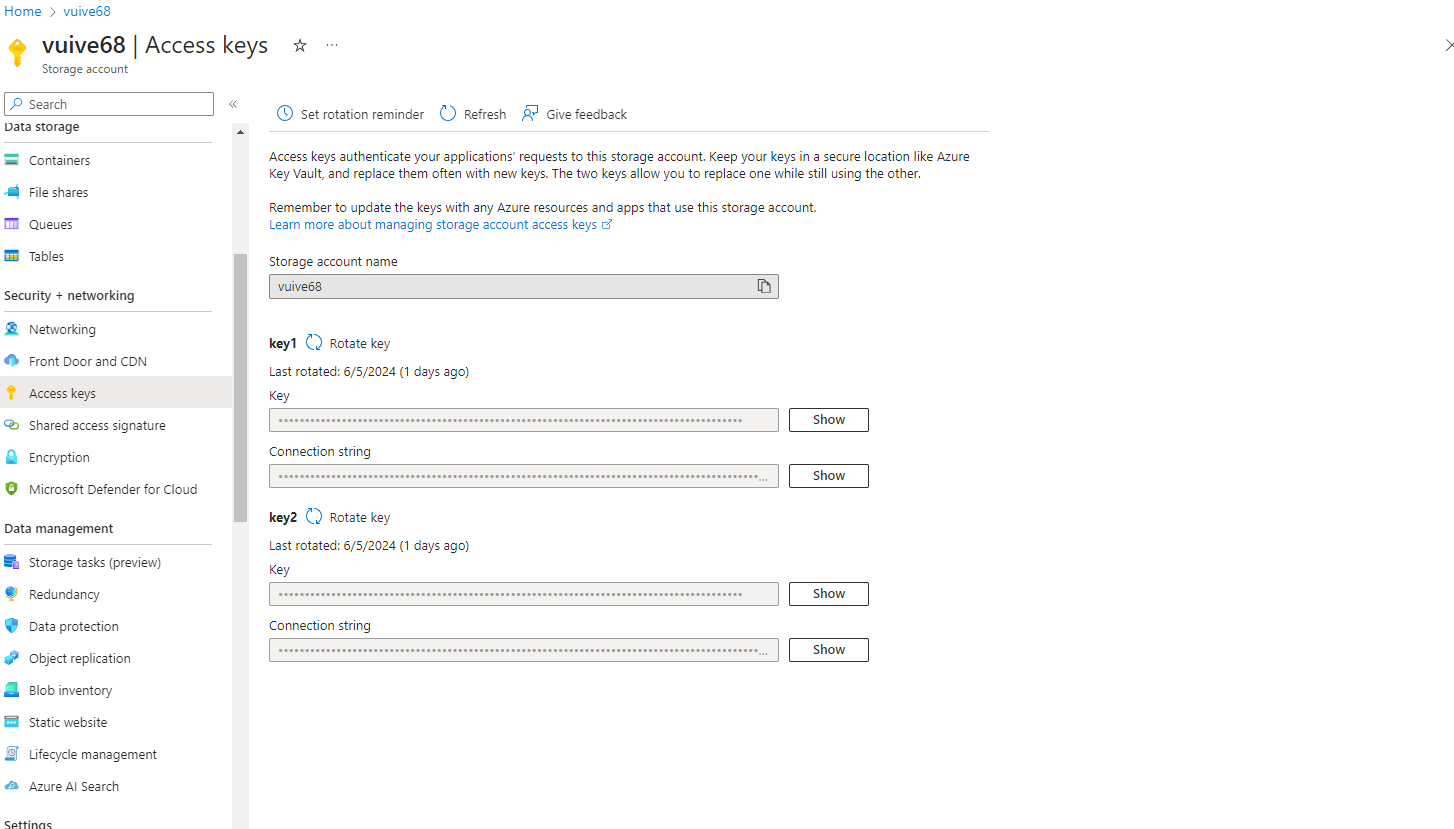 Home > vuive68
vuive68 | Access keys
Storage account
Search
Data storage
Containers
File shares
Queues
Tables
Security + networking
Networking
Front Door and CDN
Access keys
Shared access signature
Encryption
Microsoft Defender for Cloud
Data management
Storage tasks (preview)
Redundancy
Data protection
Object replication
Blob inventory
Static website
Lifecycle management
Azure AI Search
Settings
Set rotation reminder Refresh Give feedback
Access keys authenticate your applications' requests to this storage account. Keep your keys in a secure location like Azure
Key Vault, and replace them often with new keys. The two keys allow you to replace one while still using the other.
Remember to update the keys with any Azure resources and apps that use this storage account.
Learn more about managing storage account access keys
Storage account name
vuive68
key1 Rotate key
Last rotated: 6/5/2024 (1 days ago)
Key
Show
Connection string
Show
key2 Rotate key
Last rotated: 6/5/2024 (1 days ago)
Key
Show
Connection string
Show